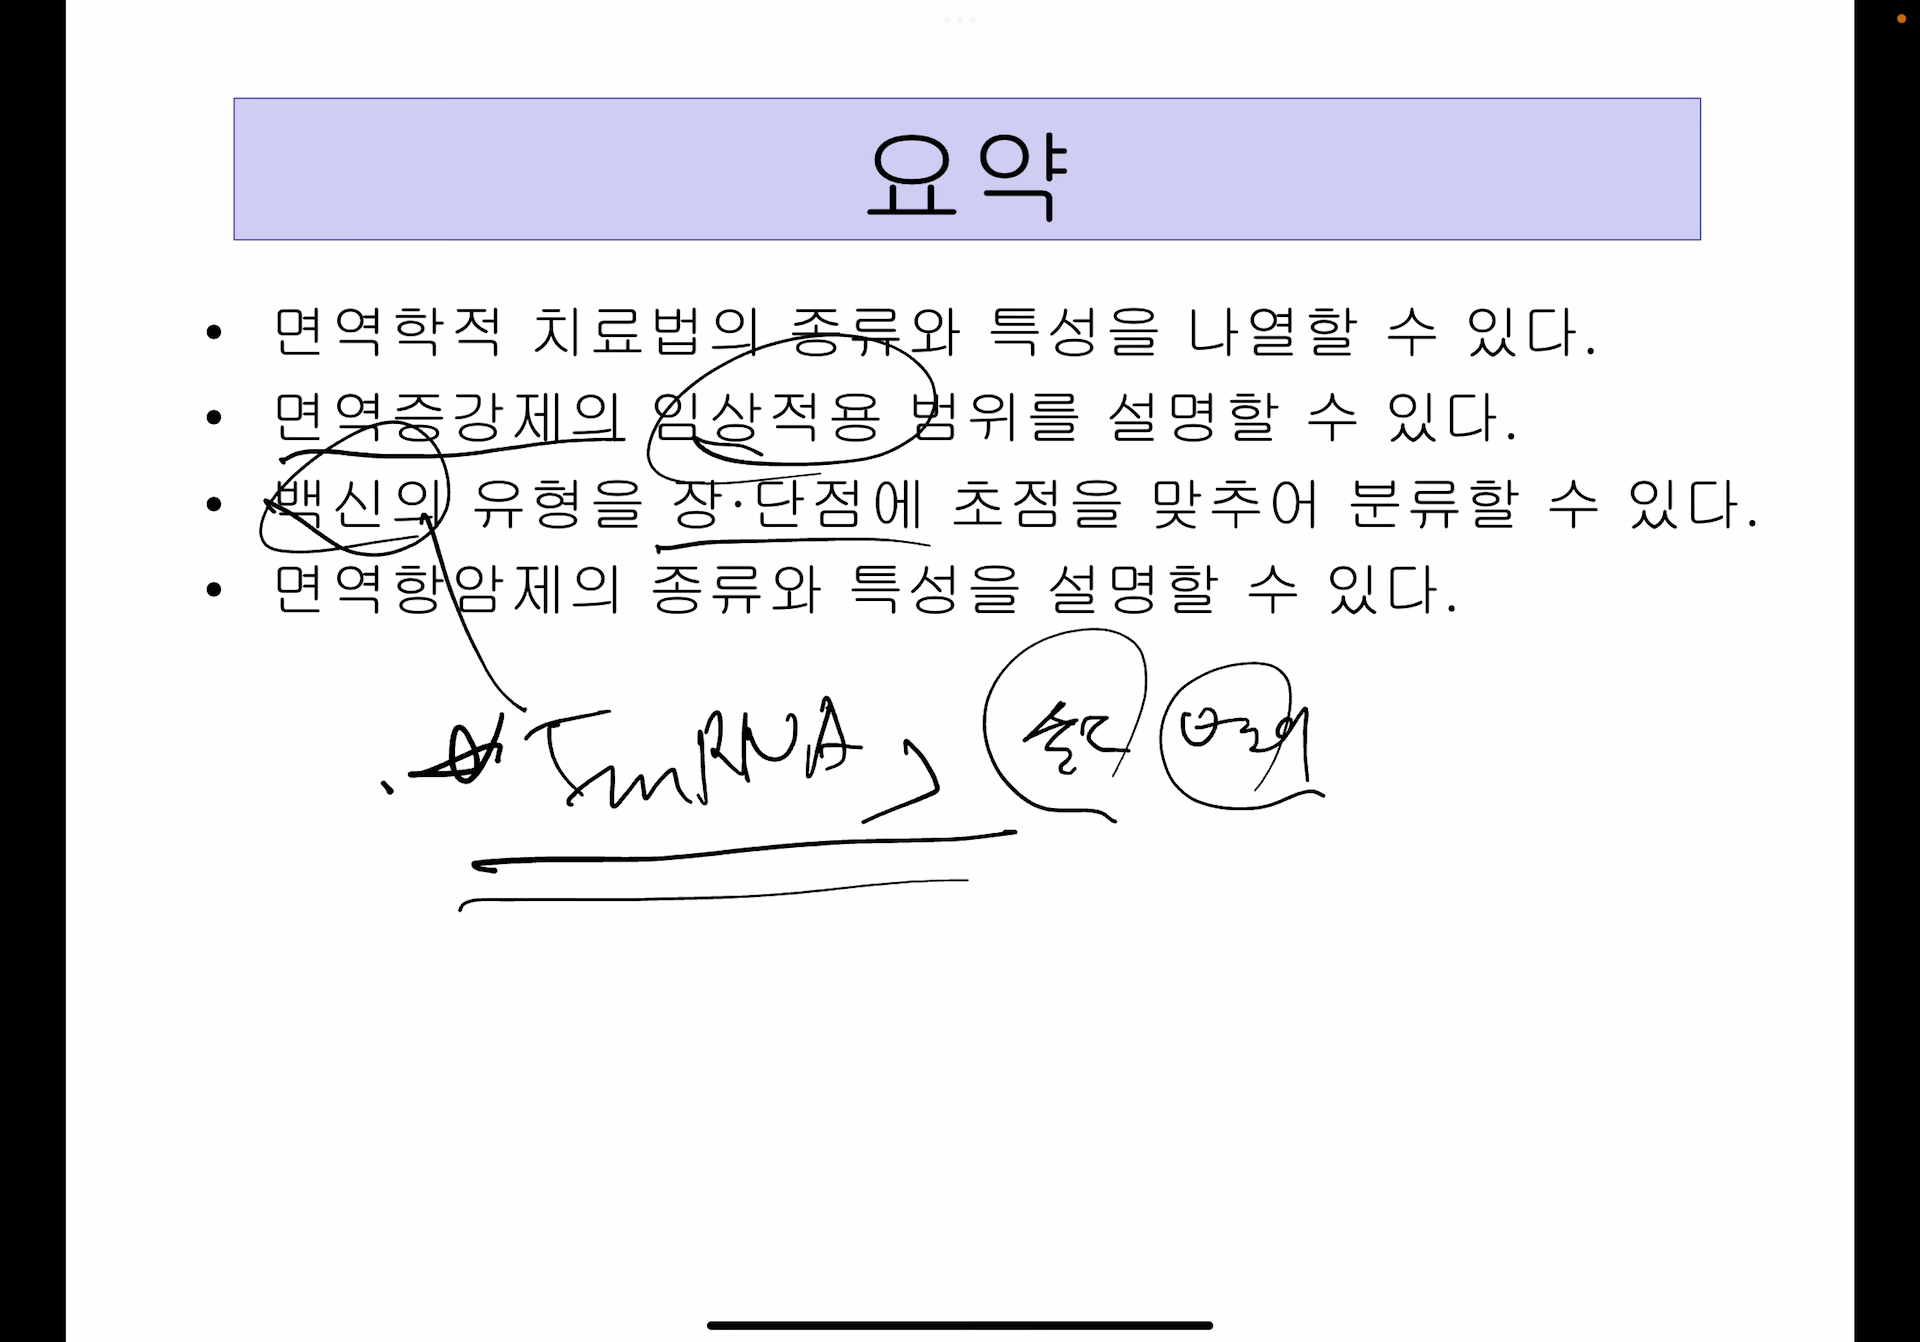 요약
• 면역학적 치료법의 종류와 특성을 나열할 수 있다.
• 면역증강제의 임상적용 범위를 설명할 수 있다.
• 백신의 유형을 장·단점에 초점을 맞추어 분류할 수 있다.
• 면역항암제의 종류와 특성을 설명할 수 있다.
mRNA